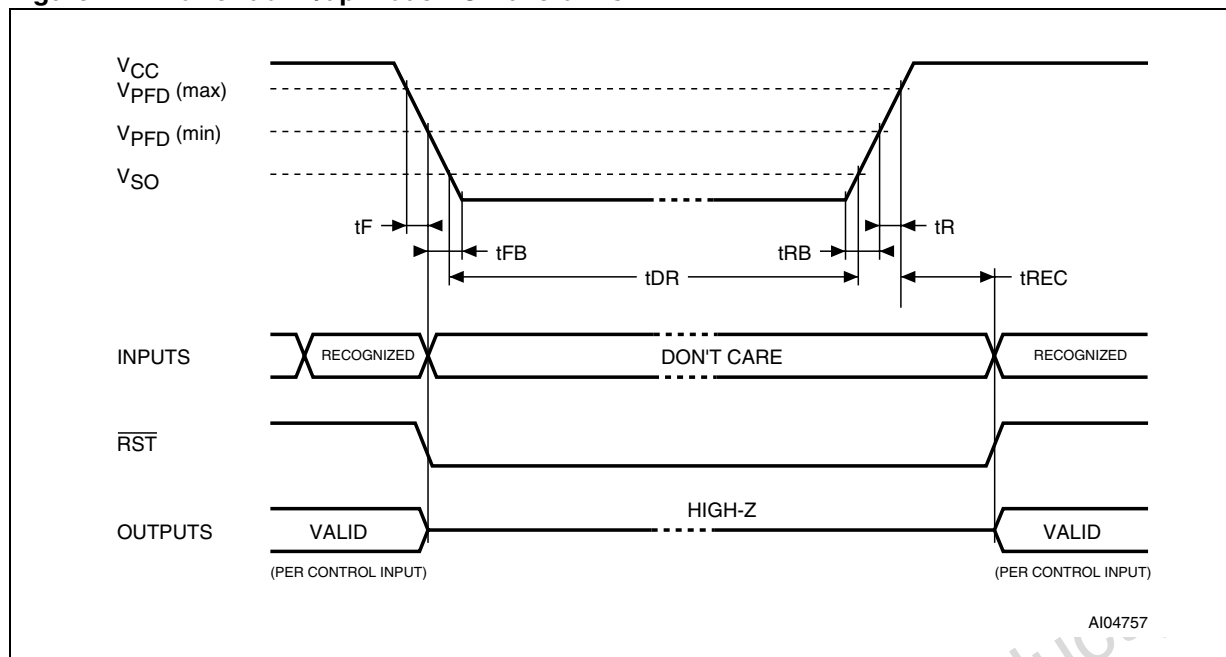 VCC
VPFD (max)
VPFD (min)
VSO
tF
tFB
tDR
tRB
tR
tREC
INPUTS
RECOGNIZED
DON'T CARE
RECOGNIZED
RST
HIGH-Z
OUTPUTS
VALID
VALID
(PER CONTROL INPUT)
(PER CONTROL INPUT)
AI04757